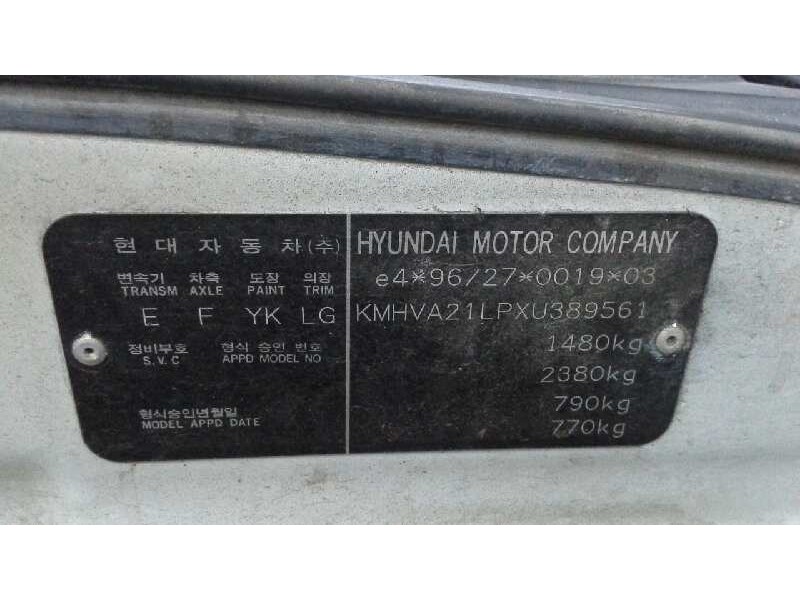 현 대 자 동 차 (주) HYUNDAI MOTOR COMPANY
변속기 차축 도장 의장 e4*96/27*0019*03
TRANSM AXLE PAINT TRIM
E F YK LG KMHVA21LPXU389561
정비부호 형식 승인 번호 1480kg
S.V.C APPD MODEL NO
2380kg
790kg
형식승인년월일
MODEL APPD DATE 770kg